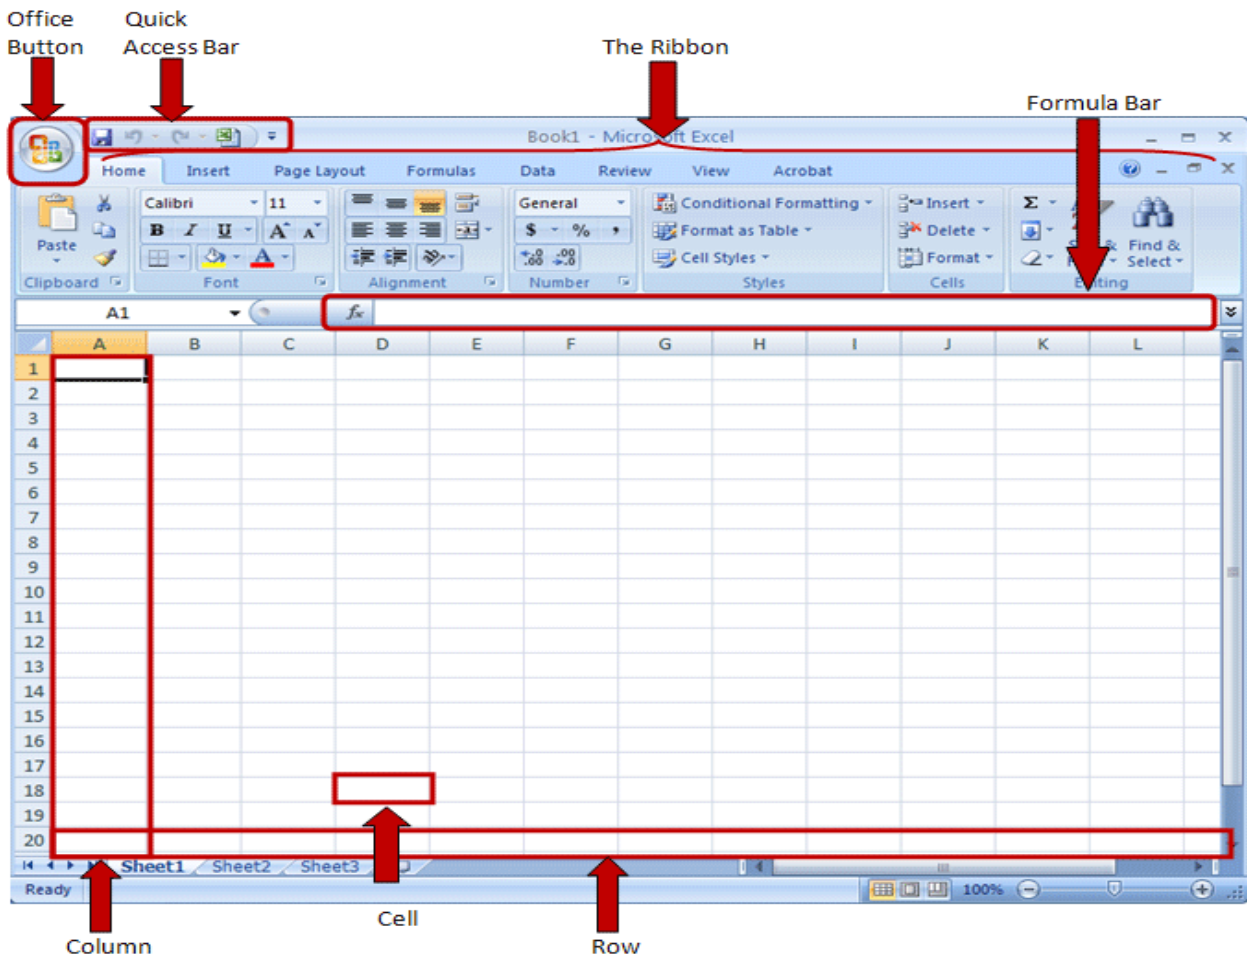 Office Quick
Button Access Bar The Ribbon
Formula Bar
Book1 - Microsoft Excel
Home Insert Page Layout Formulas Data Review View Acrobat
Calibri 11 General Conditional Formatting Insert Σ
B I U A A $ % , Format as Table Delete
Paste & Find &
A .00 .00 Cell Styles Format Select
Clipboard Font Alignment Number Styles Cells Editing
A1 fx
A B C D E F G H I J K L
1
2
3
4
5
6
7
8
9
10
11
12
13
14
15
16
17
18
19
20
Sheet1 Sheet2 Sheet3
Ready 100%
Cell
Column Row